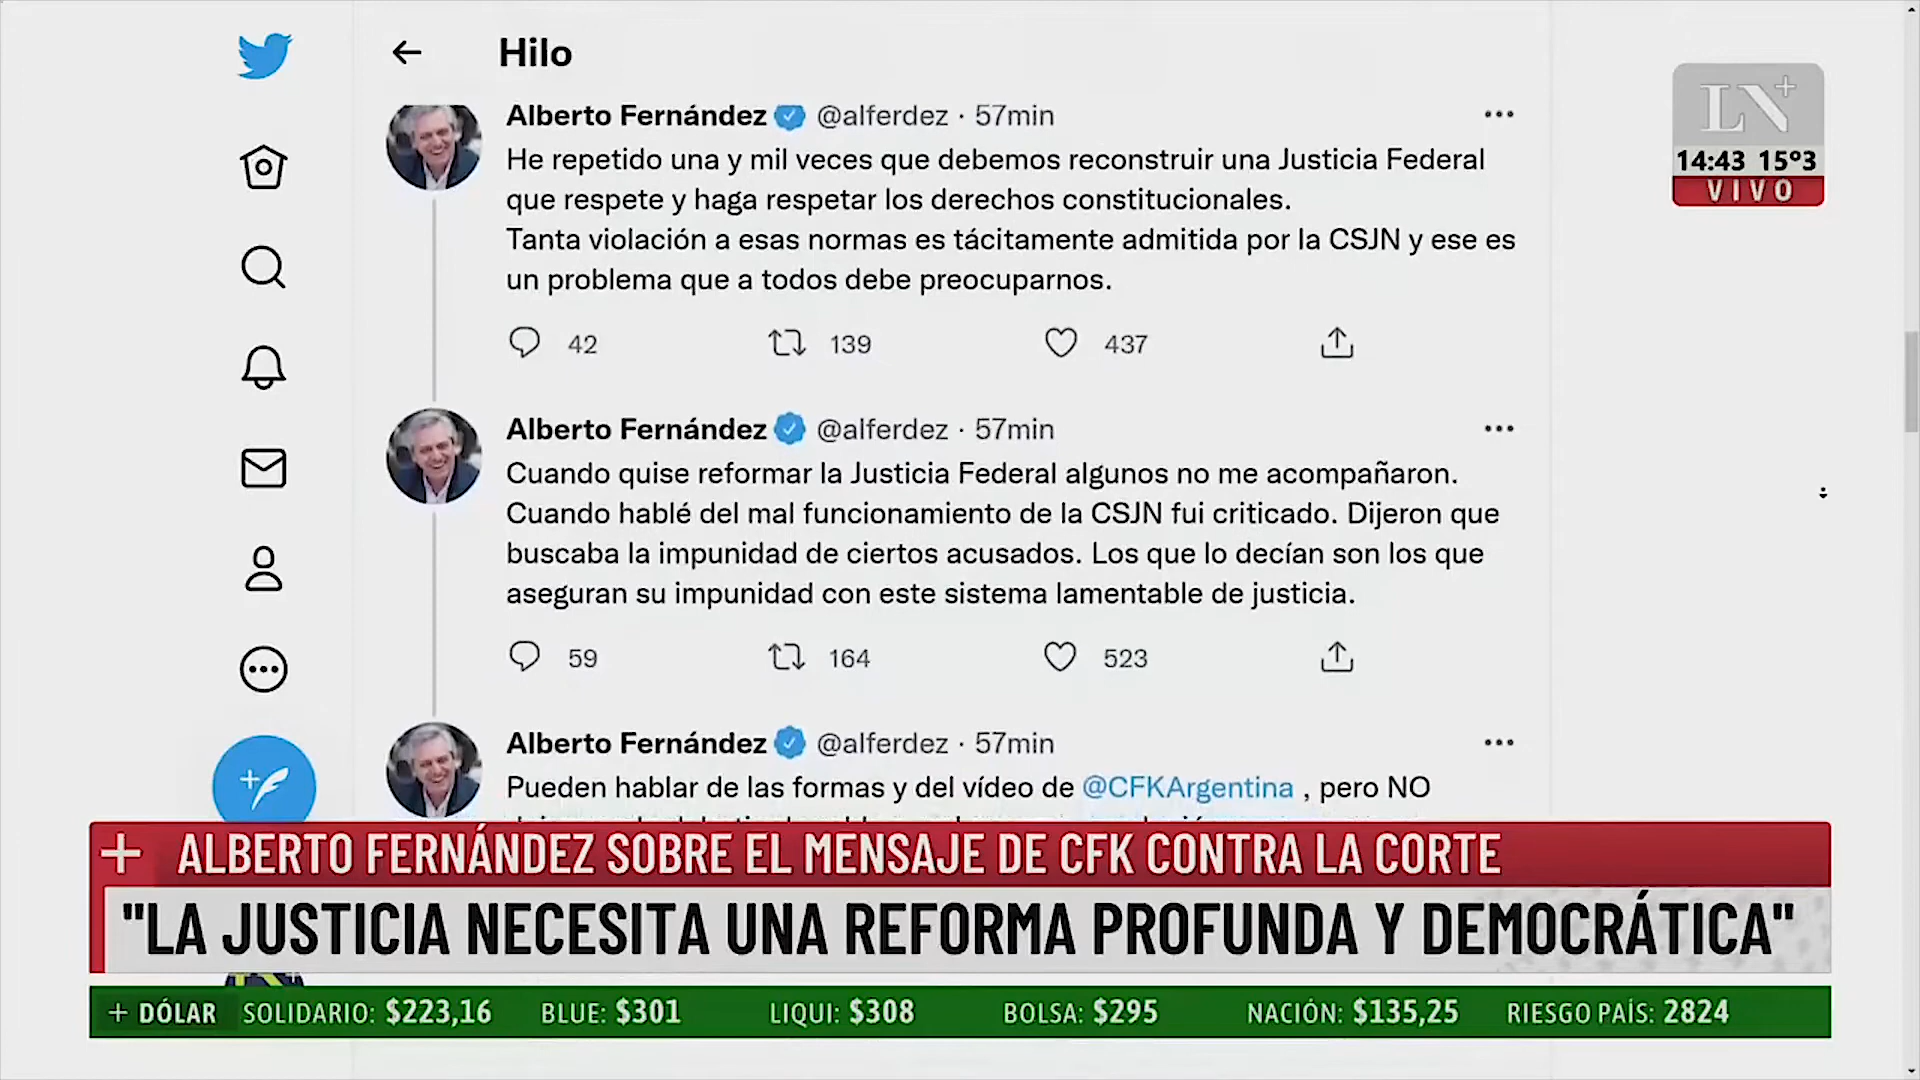 Hilo
Alberto Fernández @alferdez · 57min
He repetido una y mil veces que debemos reconstruir una Justicia Federal
que respete y haga respetar los derechos constitucionales.
Tanta violación a esas normas es tácitamente admitida por la CSJN y ese es
un problema que a todos debe preocuparnos.
42 139 437
Alberto Fernández @alferdez · 57min
Cuando quise reformar la Justicia Federal algunos no me acompañaron.
Cuando hablé del mal funcionamiento de la CSJN fui criticado. Dijeron que
buscaba la impunidad de ciertos acusados. Los que lo decían son los que
aseguran su impunidad con este sistema lamentable de justicia.
59 164 523
Alberto Fernández @alferdez · 57min
Pueden hablar de las formas y del vídeo de @CFKArgentina , pero NO
LN+
14:43 15°3
VIVO
+ ALBERTO FERNÁNDEZ SOBRE EL MENSAJE DE CFK CONTRA LA CORTE
"LA JUSTICIA NECESITA UNA REFORMA PROFUNDA Y DEMOCRÁTICA"
+ DÓLAR SOLIDARIO: $223,16 BLUE: $301 LIQUI: $308 BOLSA: $295 NACIÓN: $135,25 RIESGO PAÍS: 2824